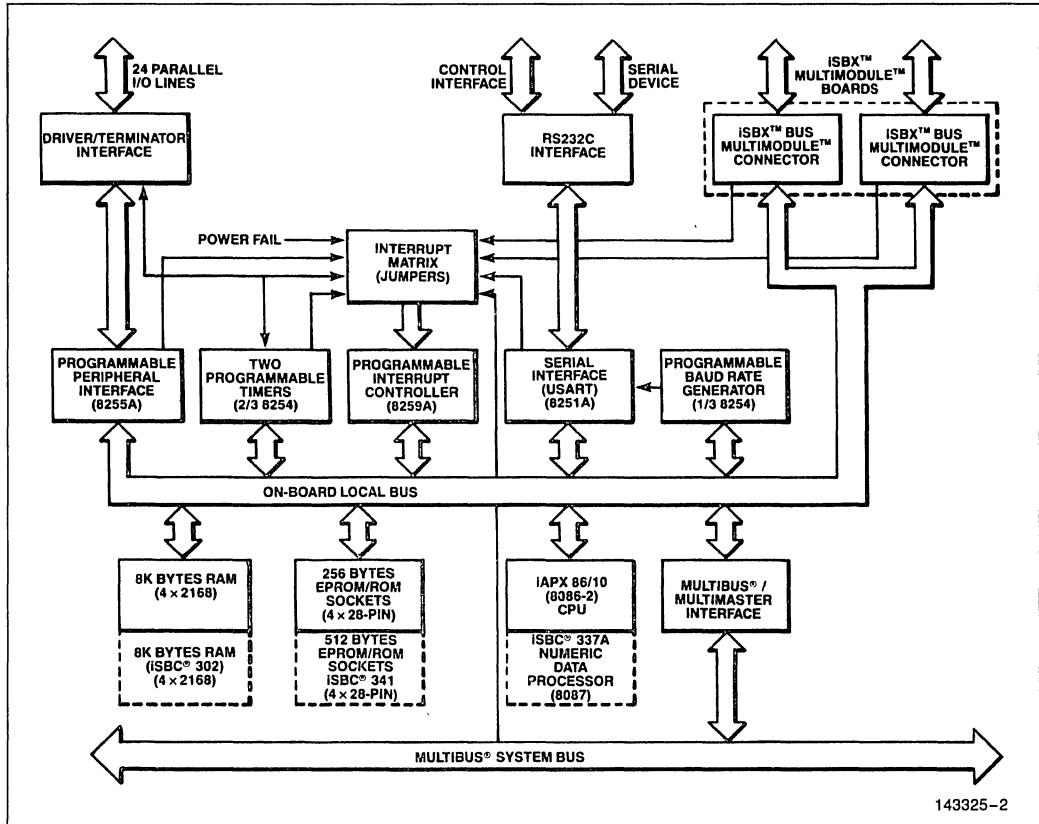 24 PARALLEL
I/O LINES
CONTROL
INTERFACE
SERIAL
DEVICE
iSBX™
MULTIMODULE™
BOARDS
DRIVER/TERMINATOR
INTERFACE
RS232C
INTERFACE
iSBX™ BUS
MULTIMODULE™
CONNECTOR
iSBX™ BUS
MULTIMODULE™
CONNECTOR
POWER FAIL
INTERRUPT
MATRIX
(JUMPERS)
PROGRAMMABLE
PERIPHERAL
INTERFACE
(8255A)
TWO
PROGRAMMABLE
TIMERS
(2/3 8254)
PROGRAMMABLE
INTERRUPT
CONTROLLER
(8259A)
SERIAL
INTERFACE
(USART)
(8251A)
PROGRAMMABLE
BAUD RATE
GENERATOR
(1/3 8254)
ON-BOARD LOCAL BUS
8K BYTES RAM
(4 × 2168)
8K BYTES RAM
(iSBC® 302)
(4 × 2168)
256 BYTES
EPROM/ROM
SOCKETS
(4 × 28-PIN)
512 BYTES
EPROM/ROM
SOCKETS
iSBC® 341
(4 × 28-PIN)
iAPX 86/10
(8086-2)
CPU
iSBC® 337A
NUMERIC
DATA
PROCESSOR
(8087)
MULTIBUS® /
MULTIMASTER
INTERFACE
MULTIBUS® SYSTEM BUS
143325–2